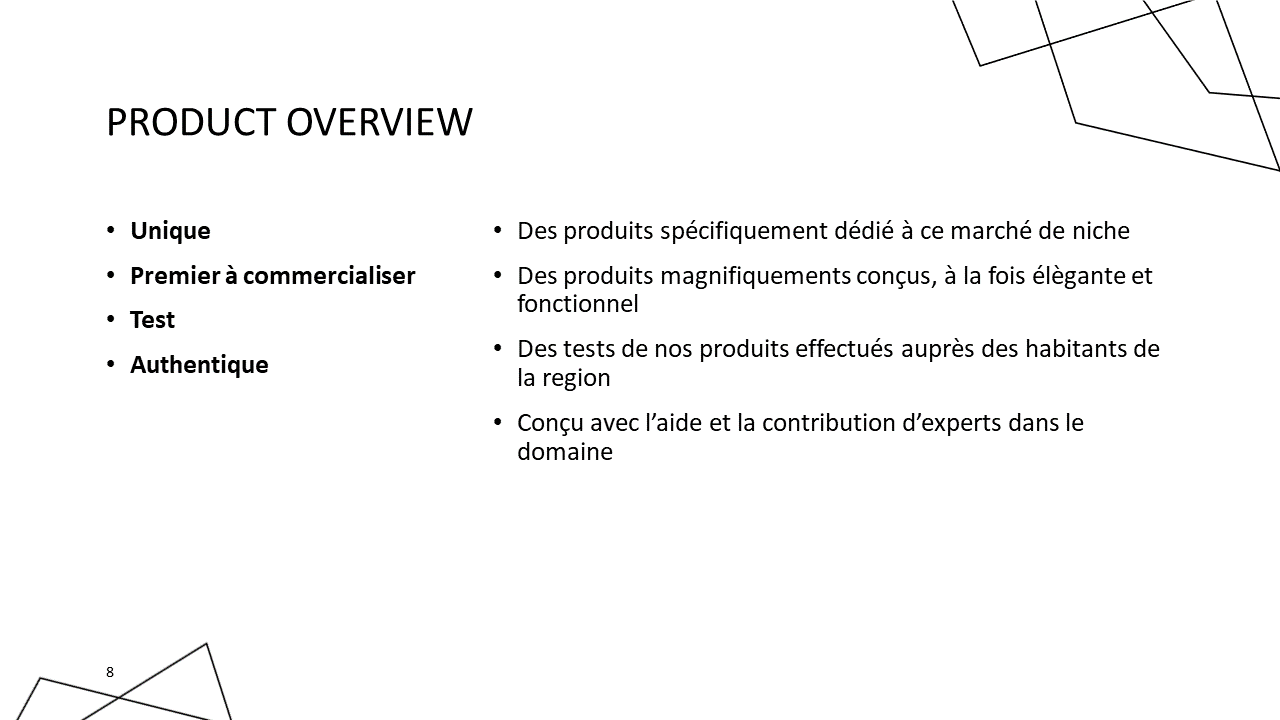 PRODUCT OVERVIEW
• Unique
• Premier à commercialiser
• Test
• Authentique
• Des produits spécifiquement dédié à ce marché de niche
• Des produits magnifiquements conçus, à la fois élègante et
fonctionnel
• Des tests de nos produits effectués auprès des habitants de
la region
• Conçu avec l’aide et la contribution d’experts dans le
domaine
8